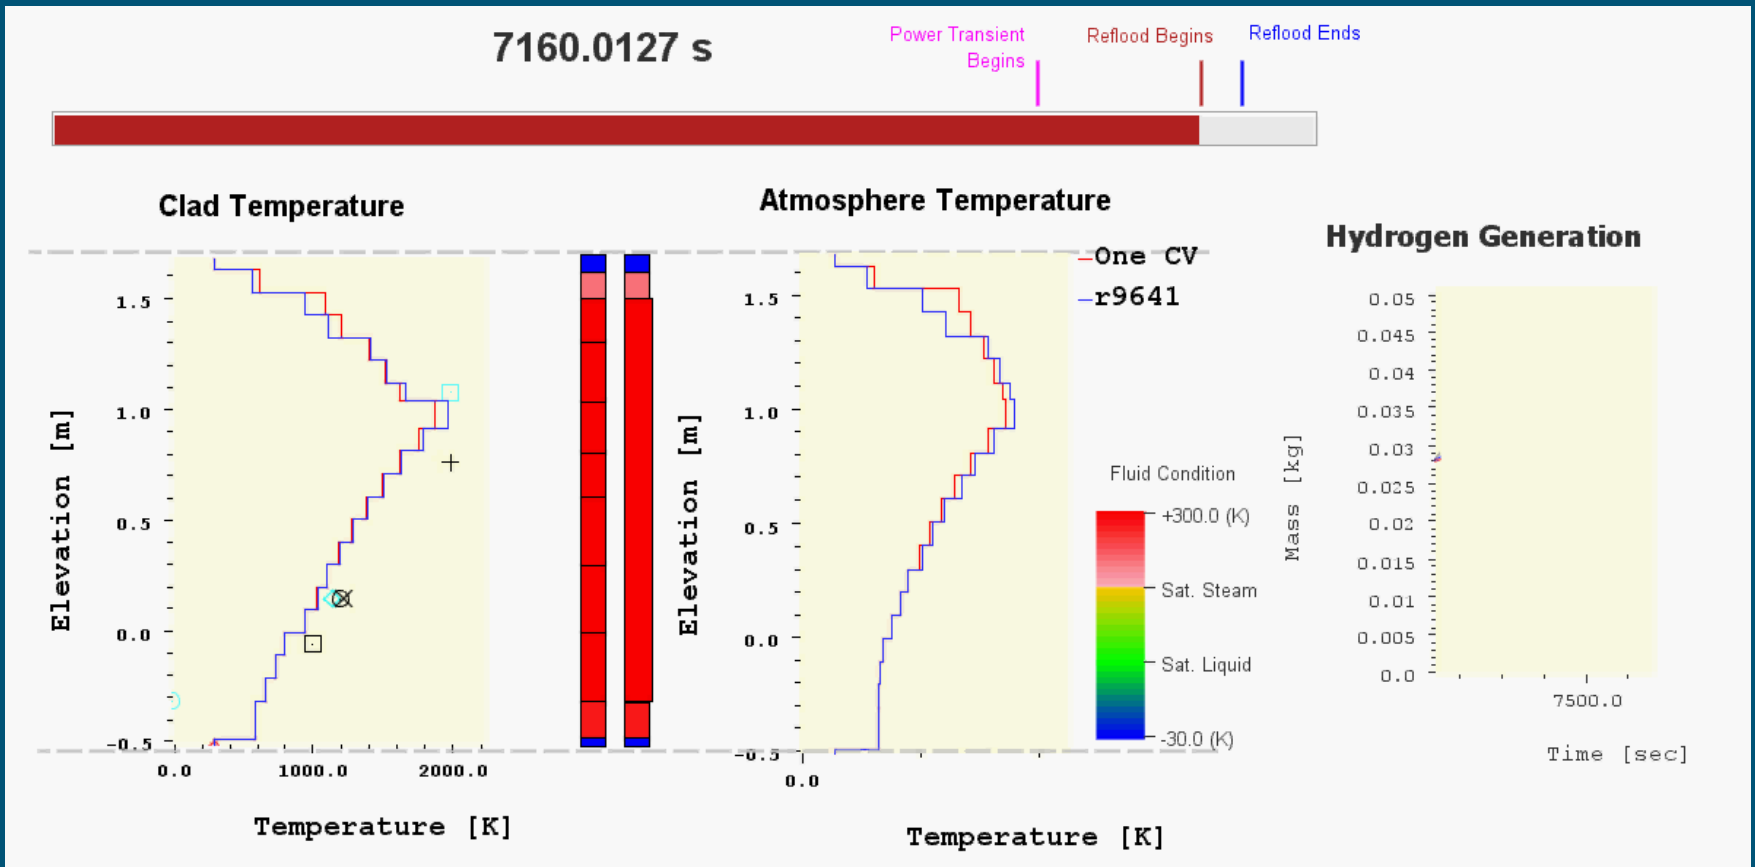 7160.0127 s
Power Transient
Begins
Reflood Begins
Reflood Ends
Clad Temperature
Atmosphere Temperature
Hydrogen Generation
One CV
r9641
Elevation [m]
1.5
1.0
0.5
0.0
-0.5
0.0 1000.0 2000.0
Temperature [K]
Elevation [m]
1.5
1.0
0.5
0.0
-0.5
0.0
Temperature [K]
Fluid Condition
+300.0 (K)
Sat. Steam
Sat. Liquid
-30.0 (K)
Mass [kg]
0.05
0.045
0.04
0.035
0.03
0.025
0.02
0.015
0.01
0.005
0.0
7500.0
Time [sec]